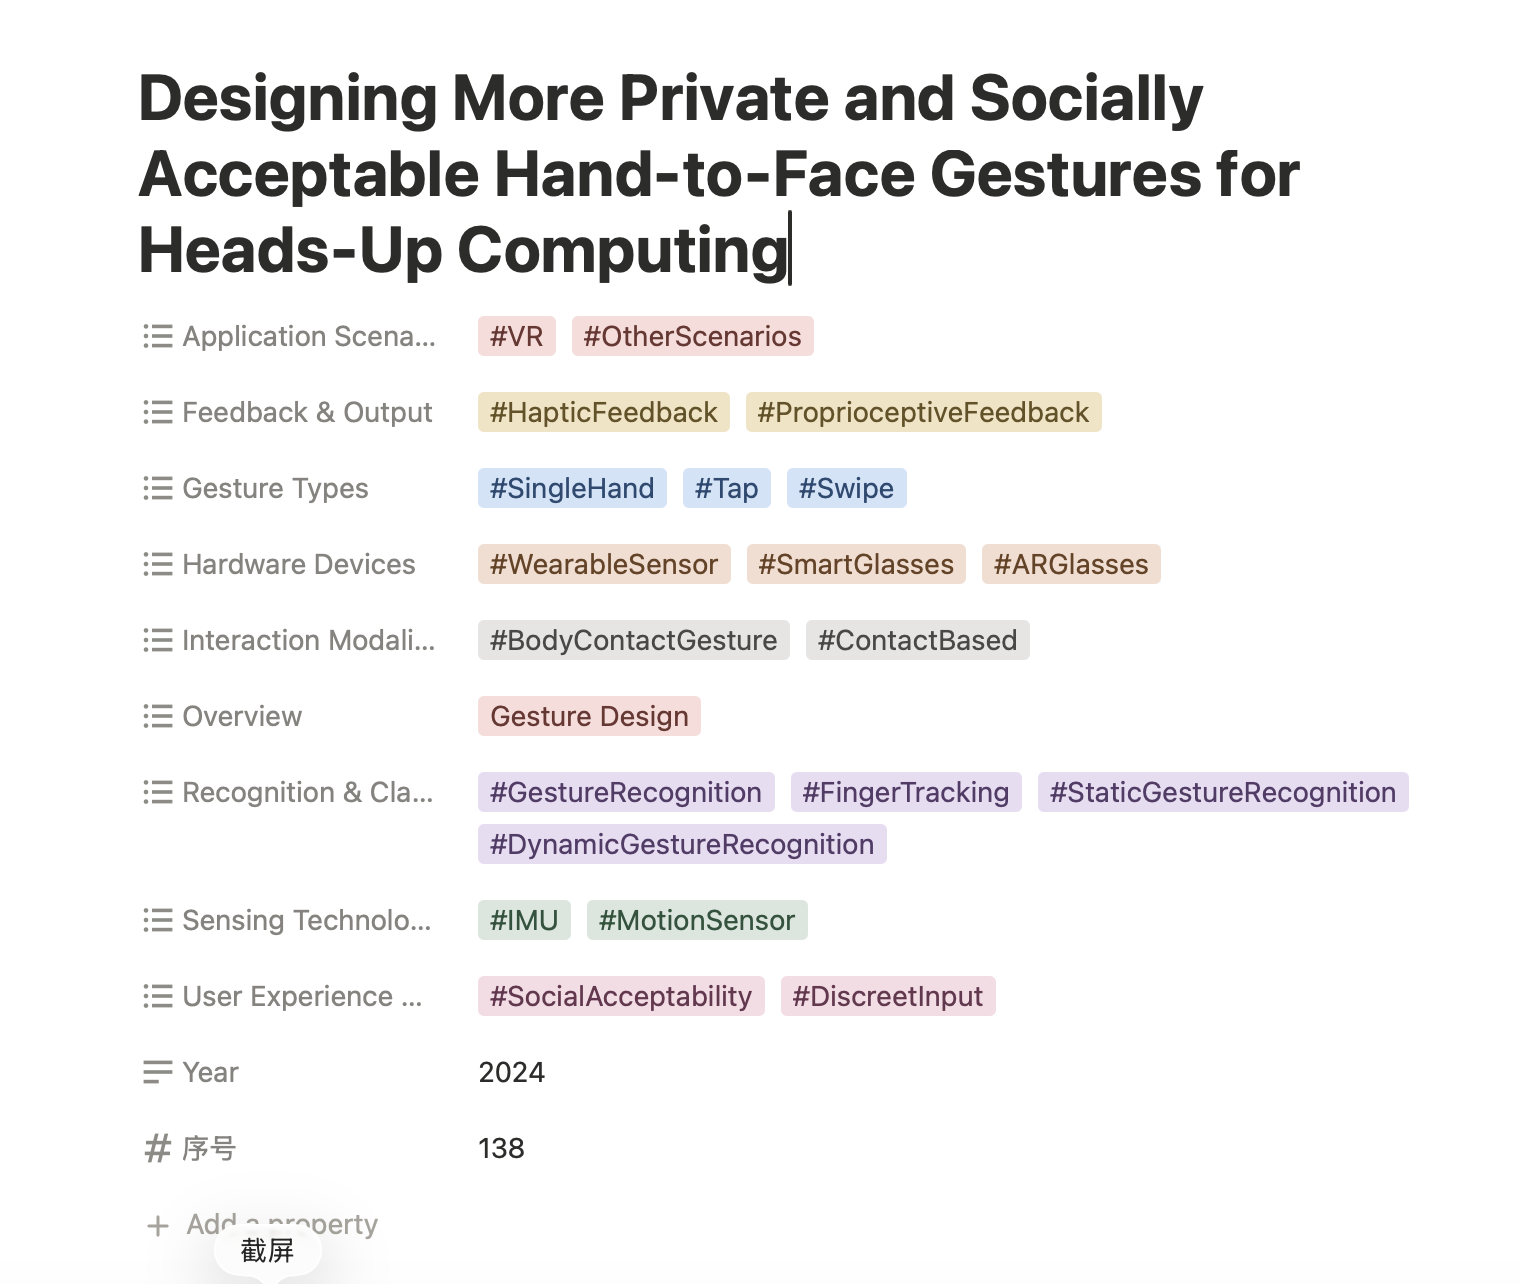 Designing More Private and Socially
Acceptable Hand-to-Face Gestures for
Heads-Up Computing
Application Scena... #VR #OtherScenarios
Feedback & Output #HapticFeedback #ProprioceptiveFeedback
Gesture Types #SingleHand #Tap #Swipe
Hardware Devices #WearableSensor #SmartGlasses #ARGlasses
Interaction Modali... #BodyContactGesture #ContactBased
Overview Gesture Design
Recognition & Cla... #GestureRecognition #FingerTracking #StaticGestureRecognition
#DynamicGestureRecognition
Sensing Technolo... #IMU #MotionSensor
User Experience ... #SocialAcceptability #DiscreetInput
Year 2024
# 序号 138
+ Add a property
截屏